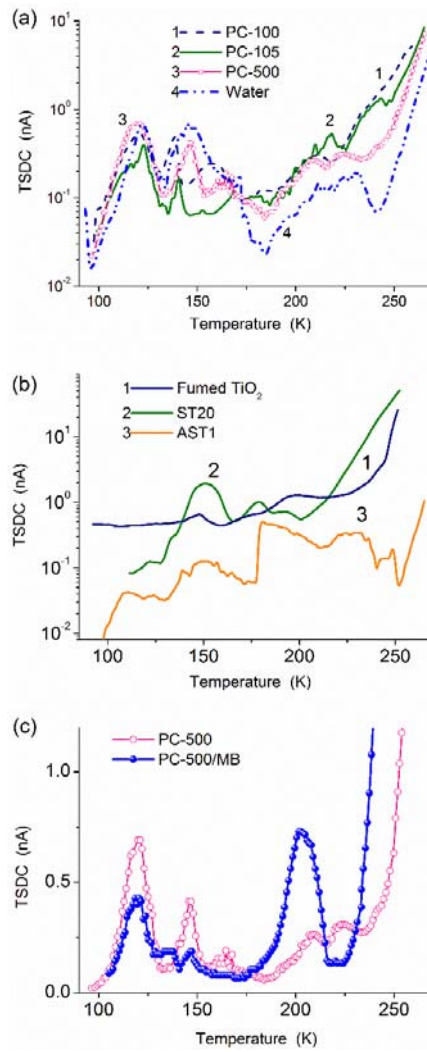 (a)
1 PC-100
2 PC-105
3 PC-500
4 Water
TSDC (nA)
10¹
10⁰
10⁻¹
10⁻²
3
2
1
4
100 150 200 250
Temperature (K)
(b)
1 Fumed TiO₂
2 ST20
3 AST1
TSDC (nA)
10¹
10⁰
10⁻¹
10⁻²
2
1
3
100 150 200 250
Temperature (K)
(c)
PC-500
PC-500/MB
TSDC (nA)
1.0
0.5
0.0
100 150 200 250
Temperature (K)